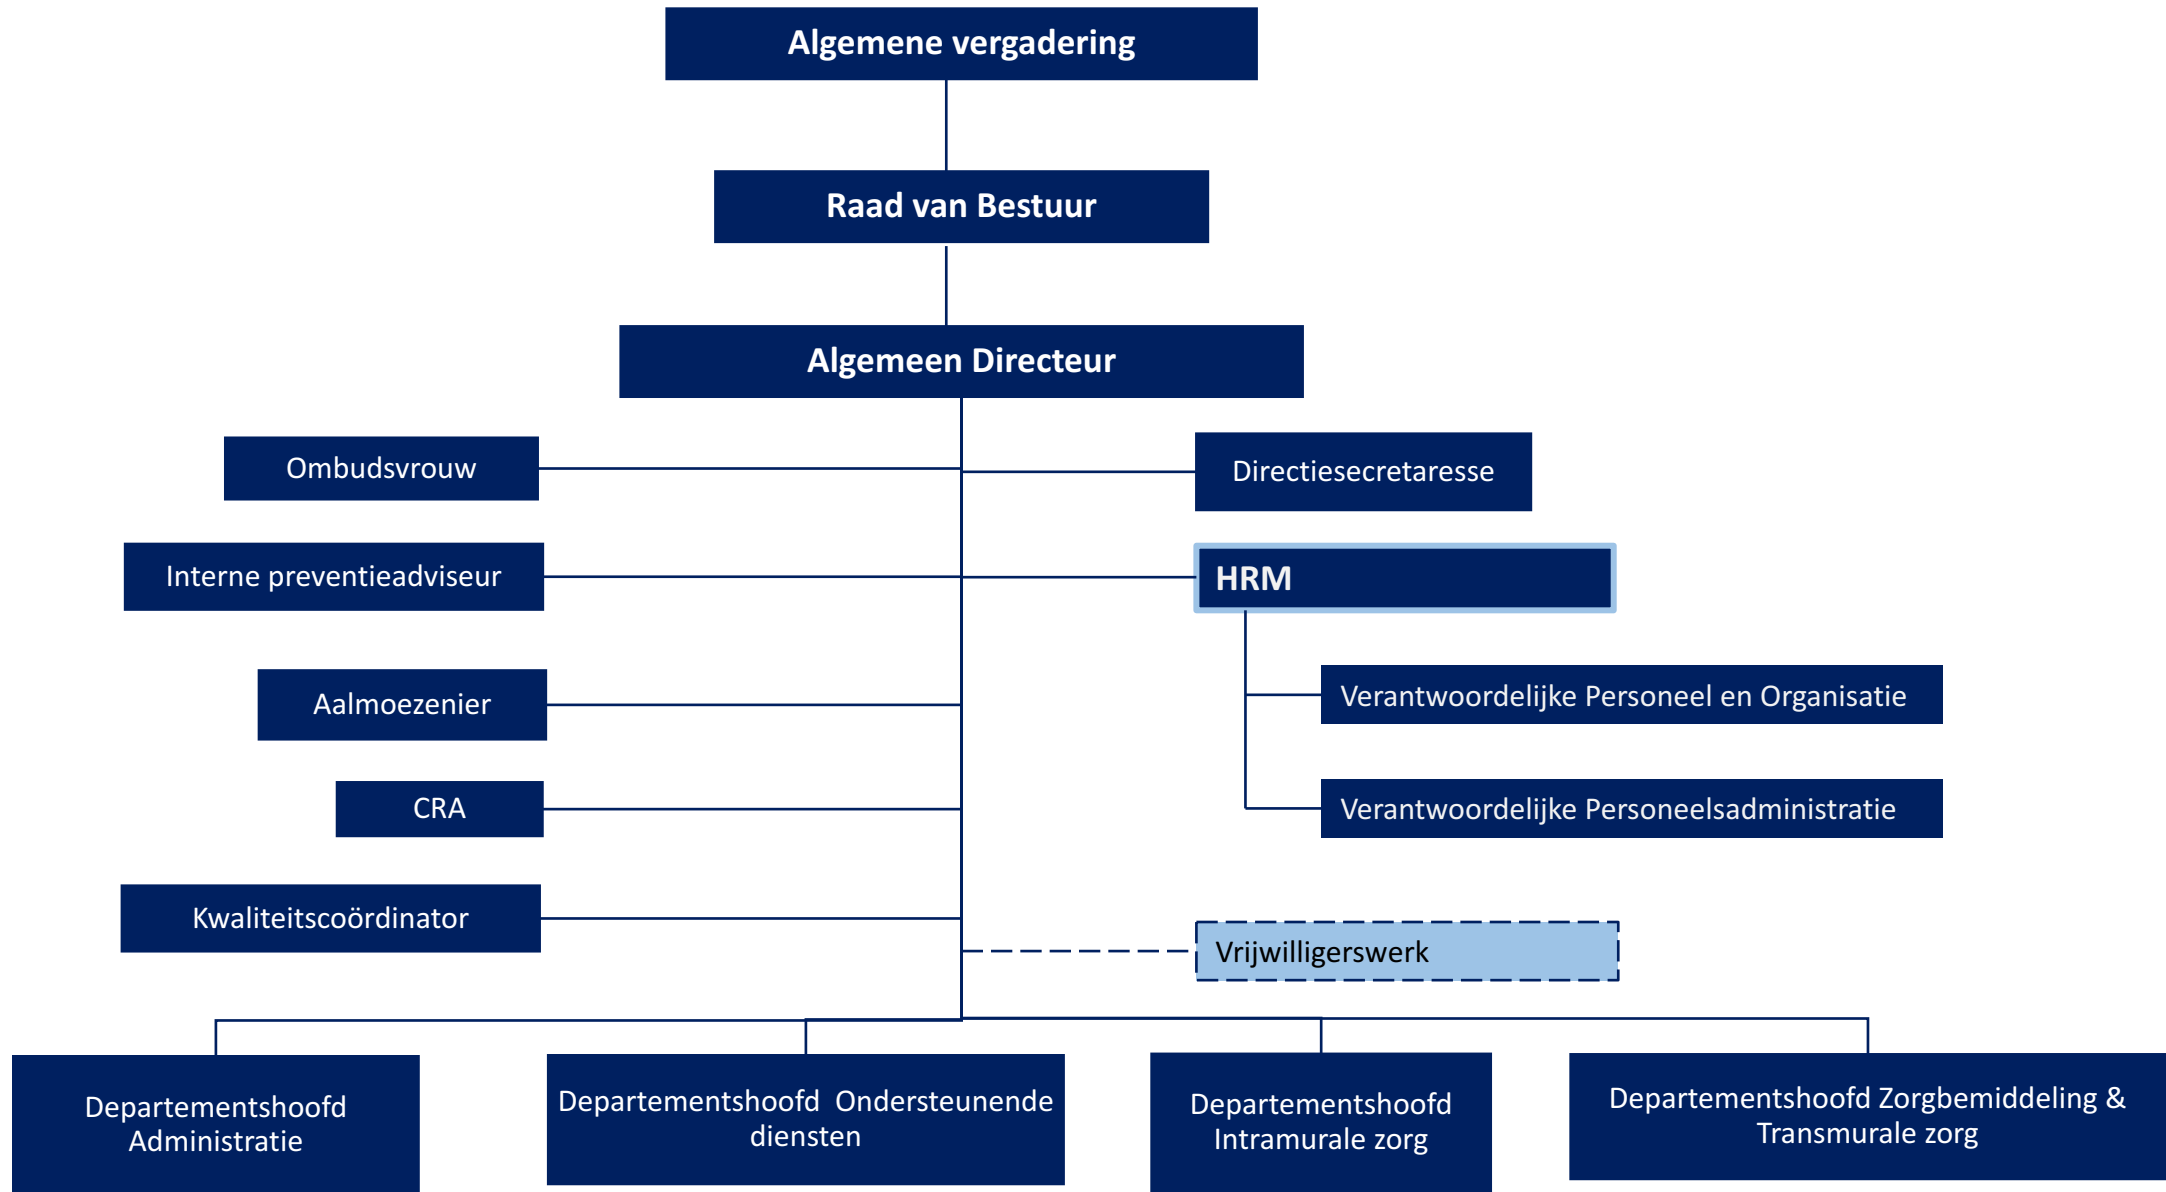 Algemene vergadering
Raad van Bestuur
Algemeen Directeur
Ombudsvrouw
Directiesecretaresse
Interne preventieadviseur
HRM
Aalmoezenier
Verantwoordelijke Personeel en Organisatie
CRA
Verantwoordelijke Personeelsadministratie
Kwaliteitscoördinator
Vrijwilligerswerk
Departementshoofd
Administratie
Departementshoofd Ondersteunende
diensten
Departementshoofd
Intramurale zorg
Departementshoofd Zorgbemiddeling &
Transmurale zorg